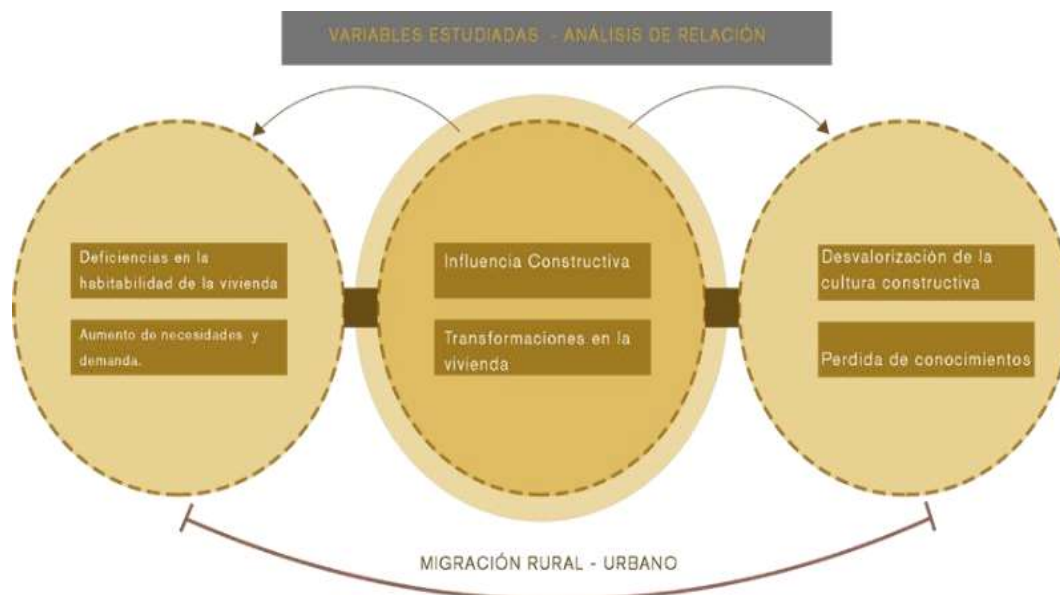 VARIABLES ESTUDIADAS - ANÁLISIS DE RELACIÓN
Deficiencias en la
habitabilidad de la vivienda
Aumento de necesidades y
demanda.
Influencia Constructiva
Transformaciones en la
vivienda
Desvalorización de la
cultura constructiva
Perdida de conocimientos
MIGRACIÓN RURAL - URBANO